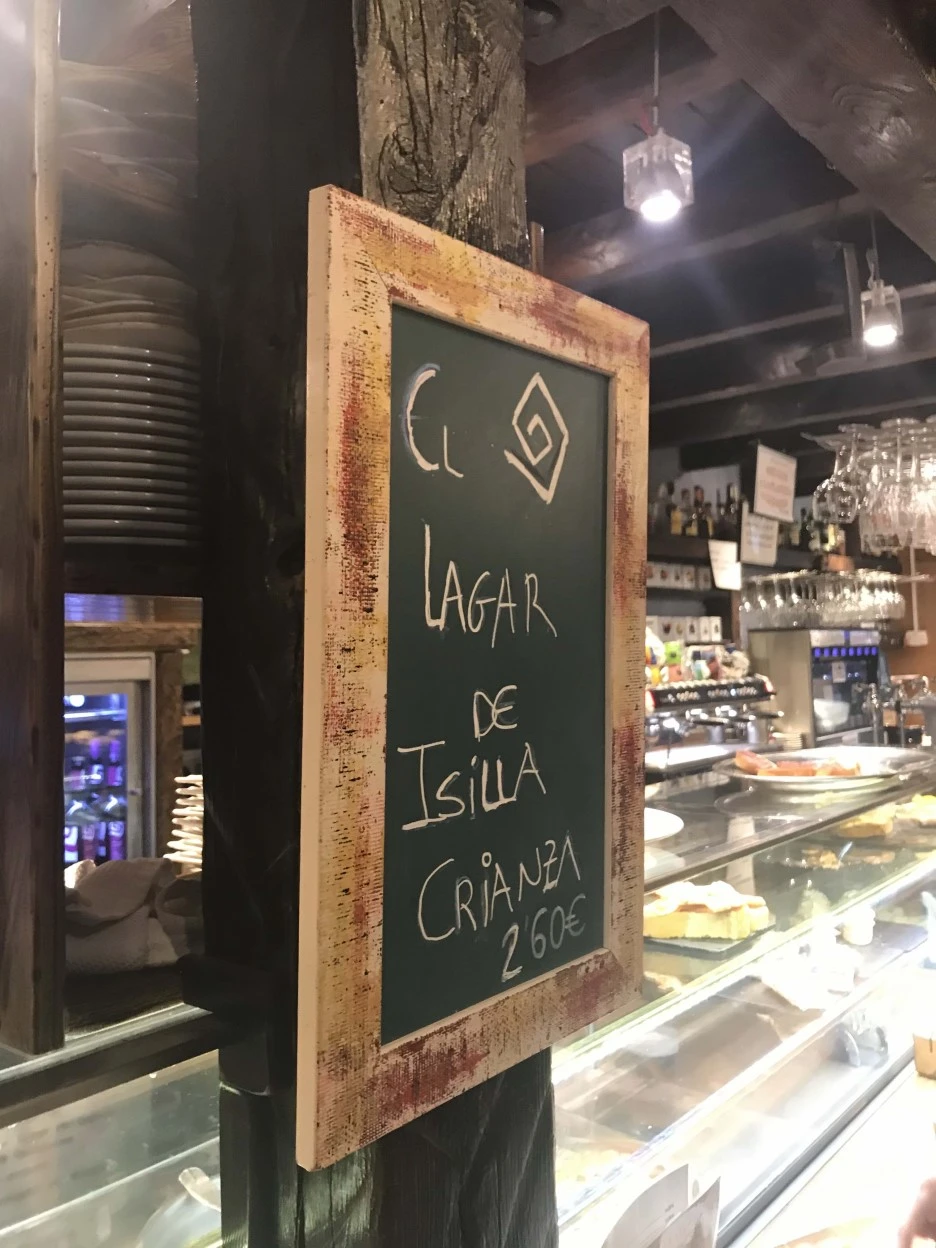 EL
LAGAR
DE
ISiLLA
CRiANZA
2'60€